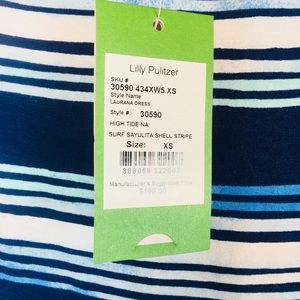 Lilly Pulitzer
SKU #
30590 434XW5 XS
Style Name:
LAURANA DRESS
Style #: 30590
HIGH TIDE NA
SURF SAYULITA SHELL STRIPE
Size: XS
Manufacturer's Suggested